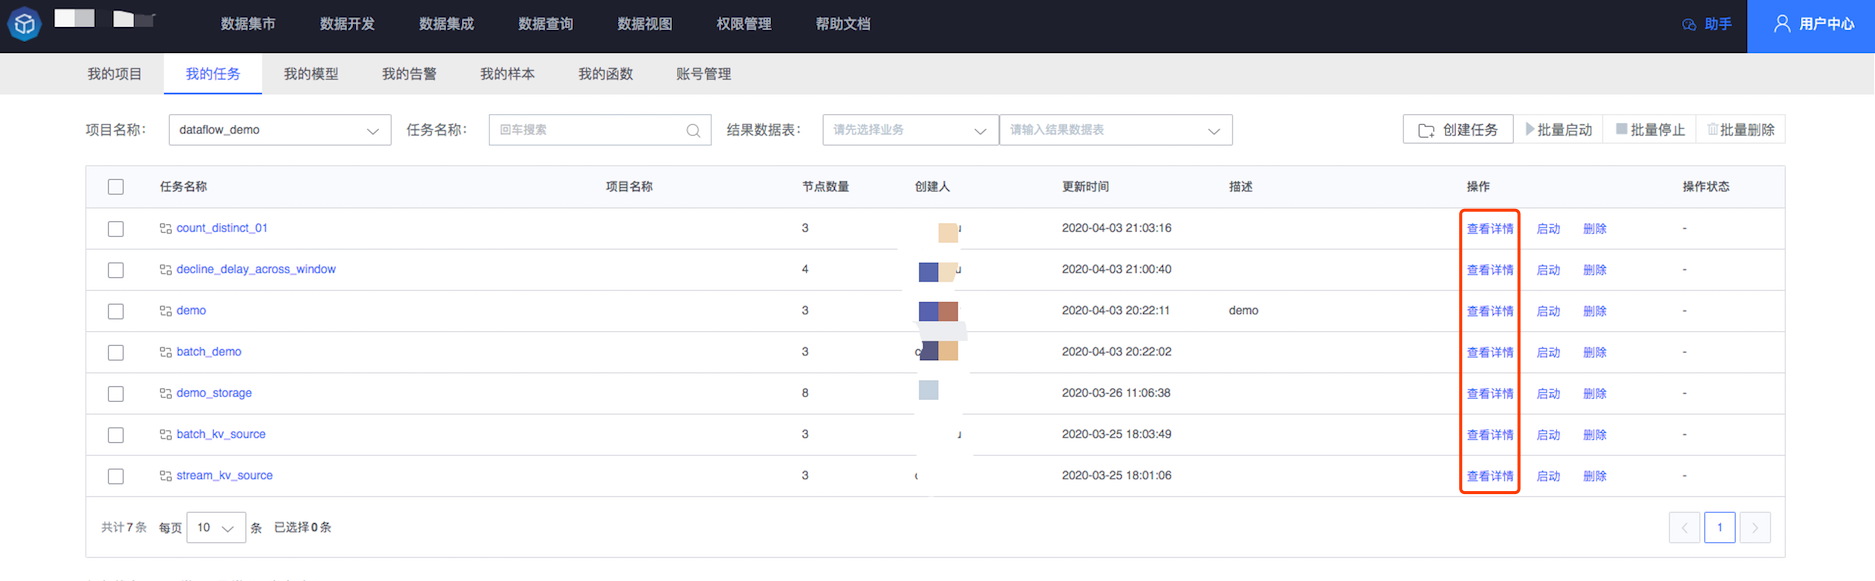 数据集市 数据开发 数据集成 数据查询 数据视图 权限管理 帮助文档 助手 用户中心
我的项目 我的任务 我的模型 我的告警 我的样本 我的函数 账号管理
项目名称： dataflow_demo 任务名称： 回车搜索 结果数据表： 请先选择业务 请输入结果数据表 创建任务 批量启动 批量停止 批量删除
任务名称 项目名称 节点数量 创建人 更新时间 描述 操作 操作状态
count_distinct_01 3 2020-04-03 21:03:16 查看详情 启动 删除 -
decline_delay_across_window 4 2020-04-03 21:00:40 查看详情 启动 删除 -
demo 3 2020-04-03 20:22:11 demo 查看详情 启动 删除 -
batch_demo 3 2020-04-03 20:22:02 查看详情 启动 删除 -
demo_storage 8 2020-03-26 11:06:38 查看详情 启动 删除 -
batch_kv_source 3 2020-03-25 18:03:49 查看详情 启动 删除 -
stream_kv_source 3 2020-03-25 18:01:06 查看详情 启动 删除 -
共计7条 每页 10 条 已选择0条 1